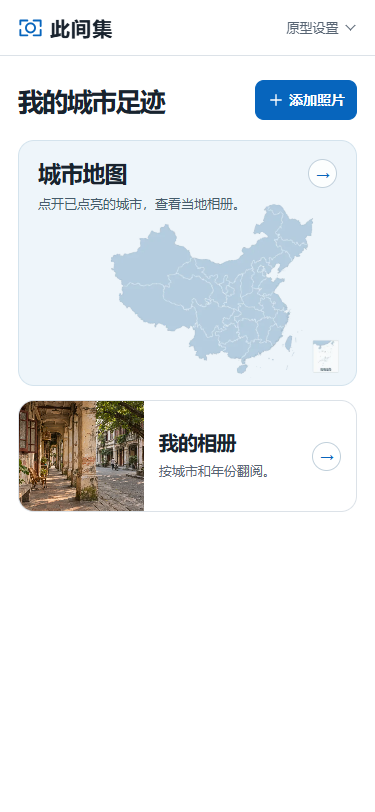 此间集
原型设置
我的城市足迹
添加照片
城市地图
点开已点亮的城市，查看当地相册。
我的相册
按城市和年份翻阅。